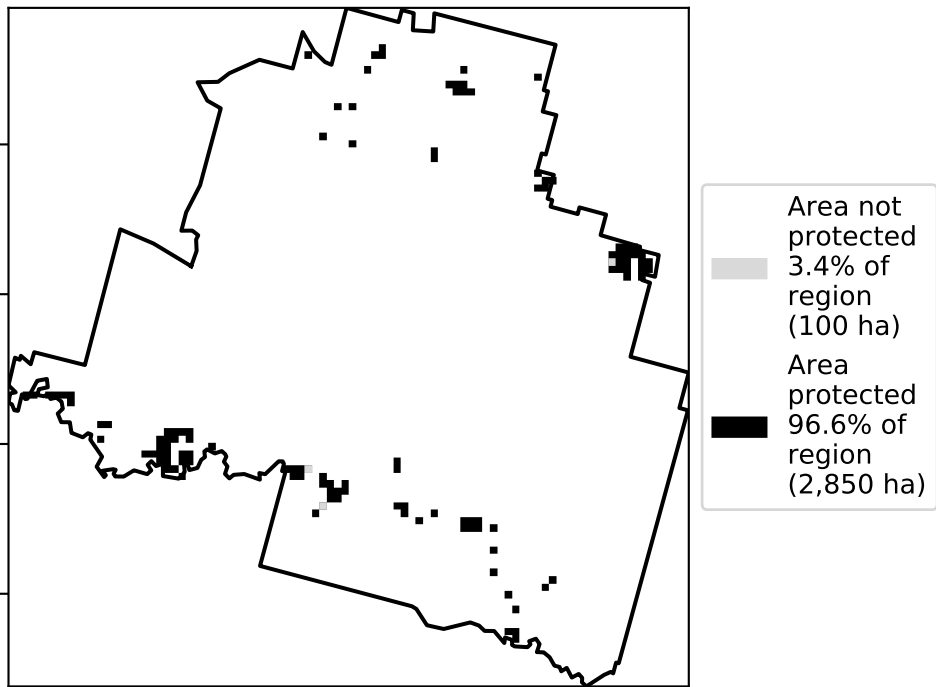 Area not
protected
3.4% of
region
(100 ha)
Area
protected
96.6% of
region
(2,850 ha)